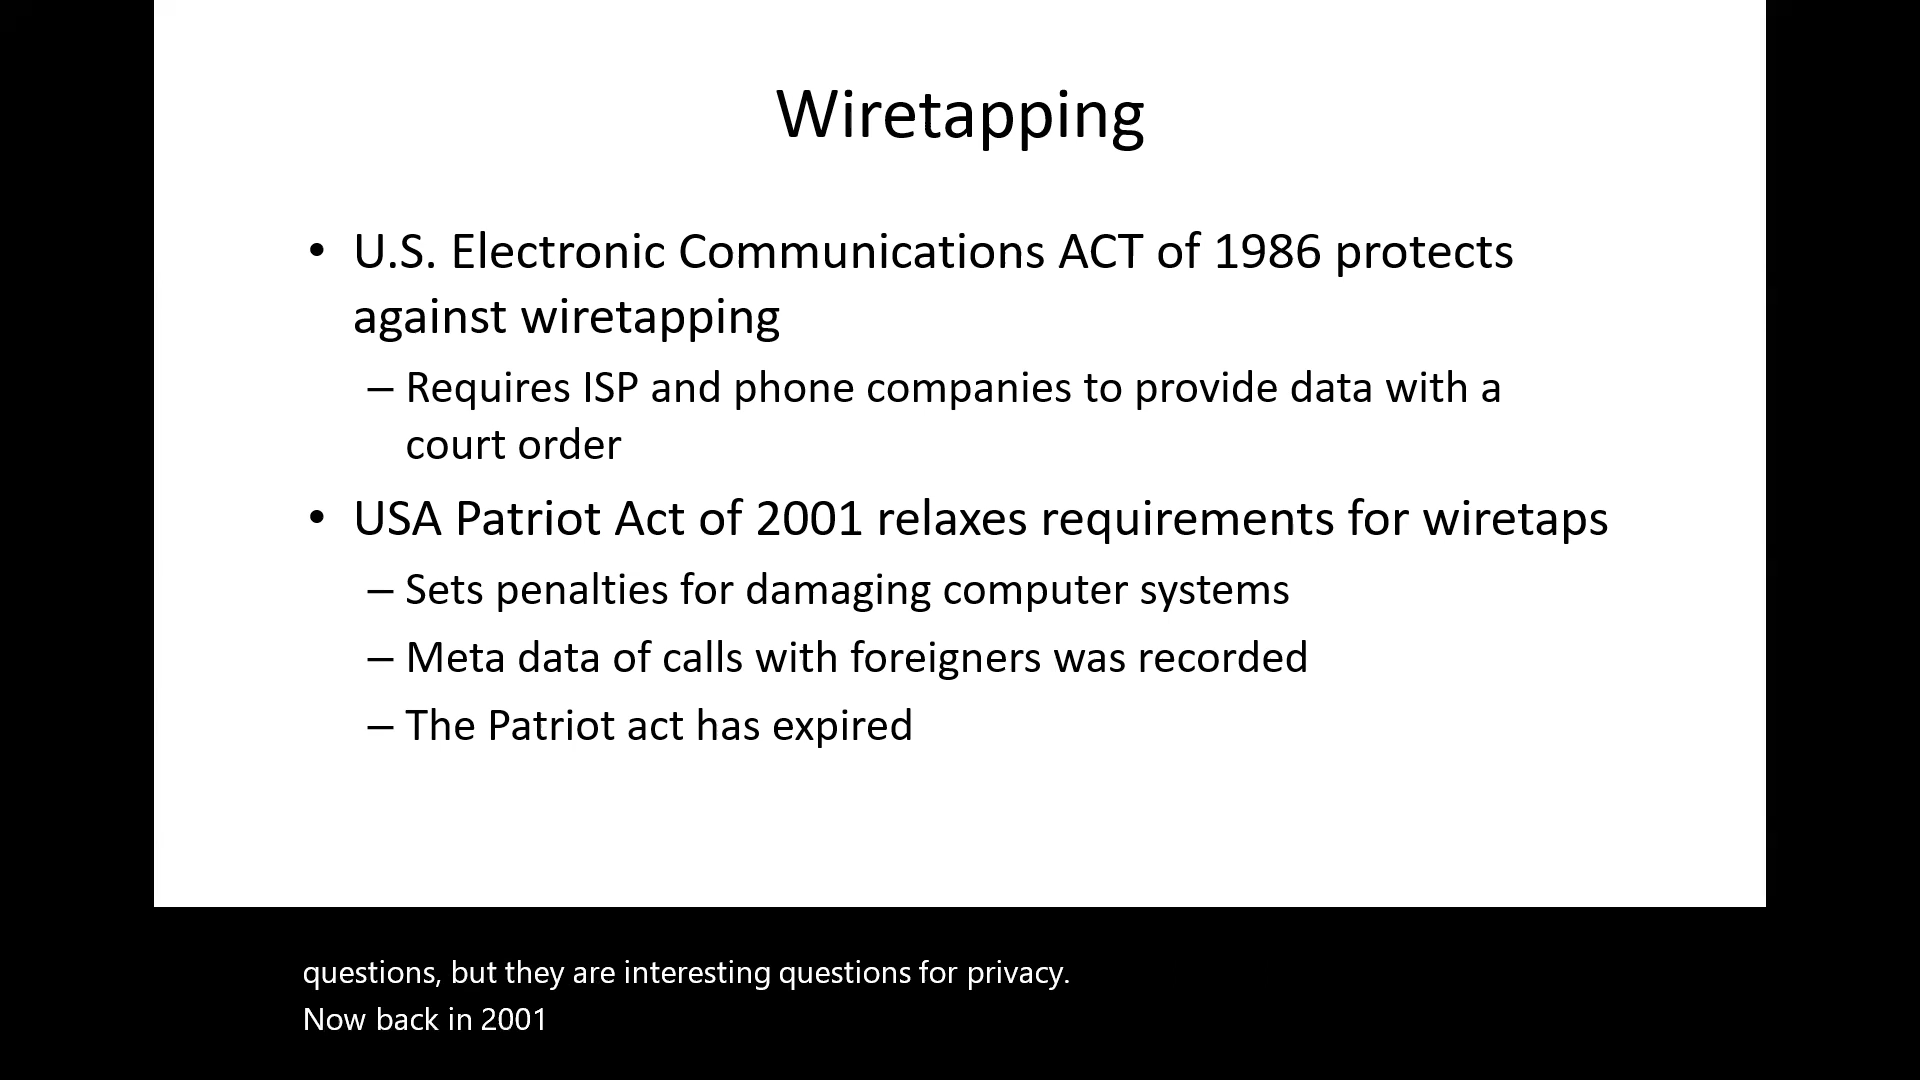 Wiretapping
• U.S. Electronic Communications ACT of 1986 protects
against wiretapping
– Requires ISP and phone companies to provide data with a
court order
• USA Patriot Act of 2001 relaxes requirements for wiretaps
– Sets penalties for damaging computer systems
– Meta data of calls with foreigners was recorded
– The Patriot act has expired
questions, but they are interesting questions for privacy.
Now back in 2001